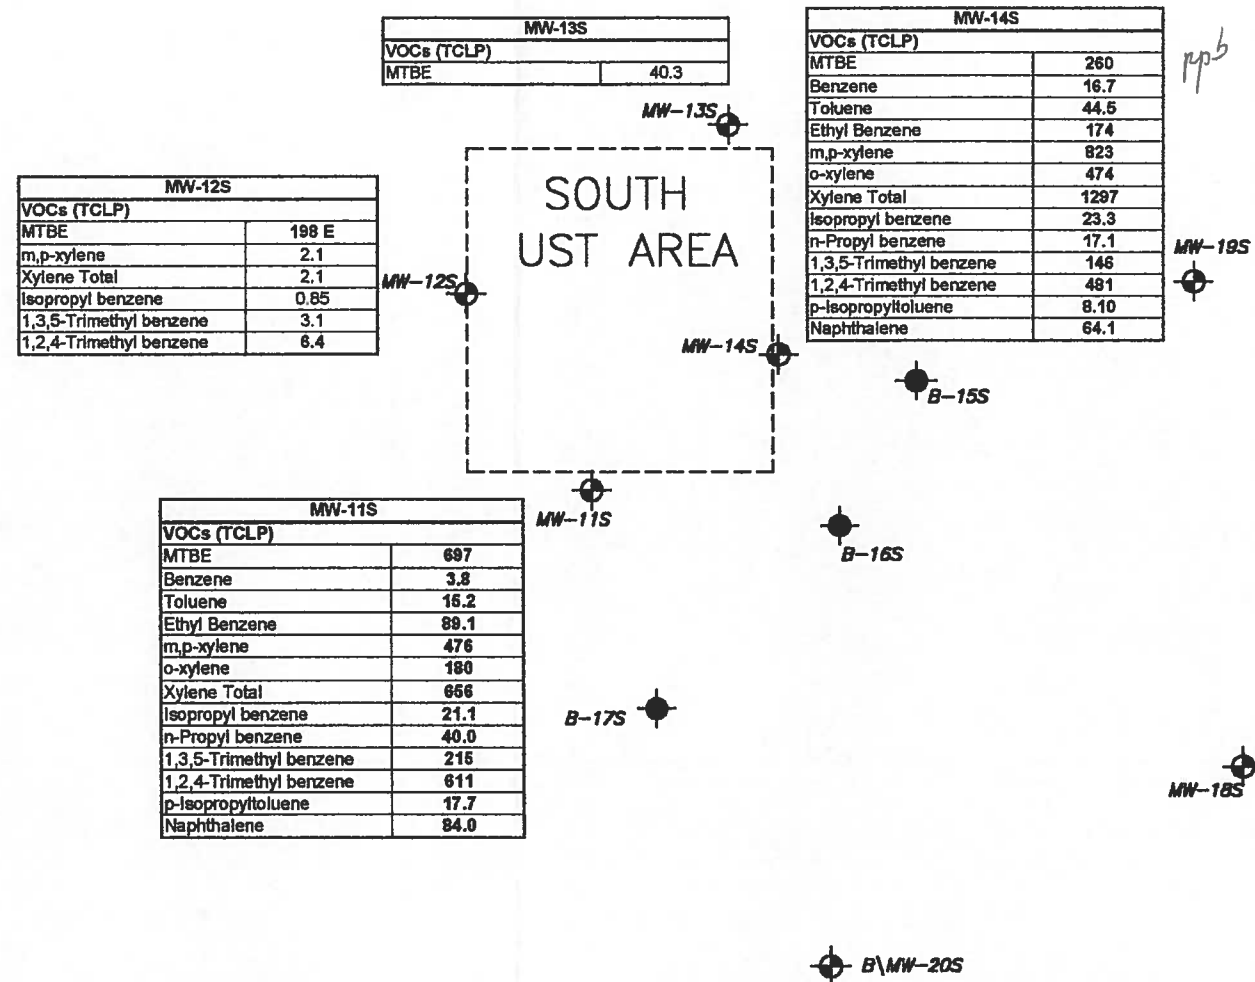 MW-13S
VOCs (TCLP)
MTBE 40.3
MW-14S
VOCs (TCLP)
MTBE 260
Benzene 16.7
Toluene 44.5
Ethyl Benzene 174
m,p-xylene 823
o-xylene 474
Xylene Total 1297
Isopropyl benzene 23.3
n-Propyl benzene 17.1
1,3,5-Trimethyl benzene 146
1,2,4-Trimethyl benzene 481
p-Isopropyltoluene 8.10
Naphthalene 64.1
ppb
MW-13S
SOUTH
UST AREA
MW-12S
VOCs (TCLP)
MTBE 198 E
m,p-xylene 2.1
Xylene Total 2.1
Isopropyl benzene 0.85
1,3,5-Trimethyl benzene 3.1
1,2,4-Trimethyl benzene 6.4
MW-12S
MW-19S
MW-14S
B-15S
MW-11S
B-16S
MW-11S
VOCs (TCLP)
MTBE 697
Benzene 3.8
Toluene 15.2
Ethyl Benzene 89.1
m,p-xylene 476
o-xylene 180
Xylene Total 656
Isopropyl benzene 21.1
n-Propyl benzene 40.0
1,3,5-Trimethyl benzene 215
1,2,4-Trimethyl benzene 611
p-Isopropyltoluene 17.7
Naphthalene 84.0
B-17S
MW-18S
B\MW-20S